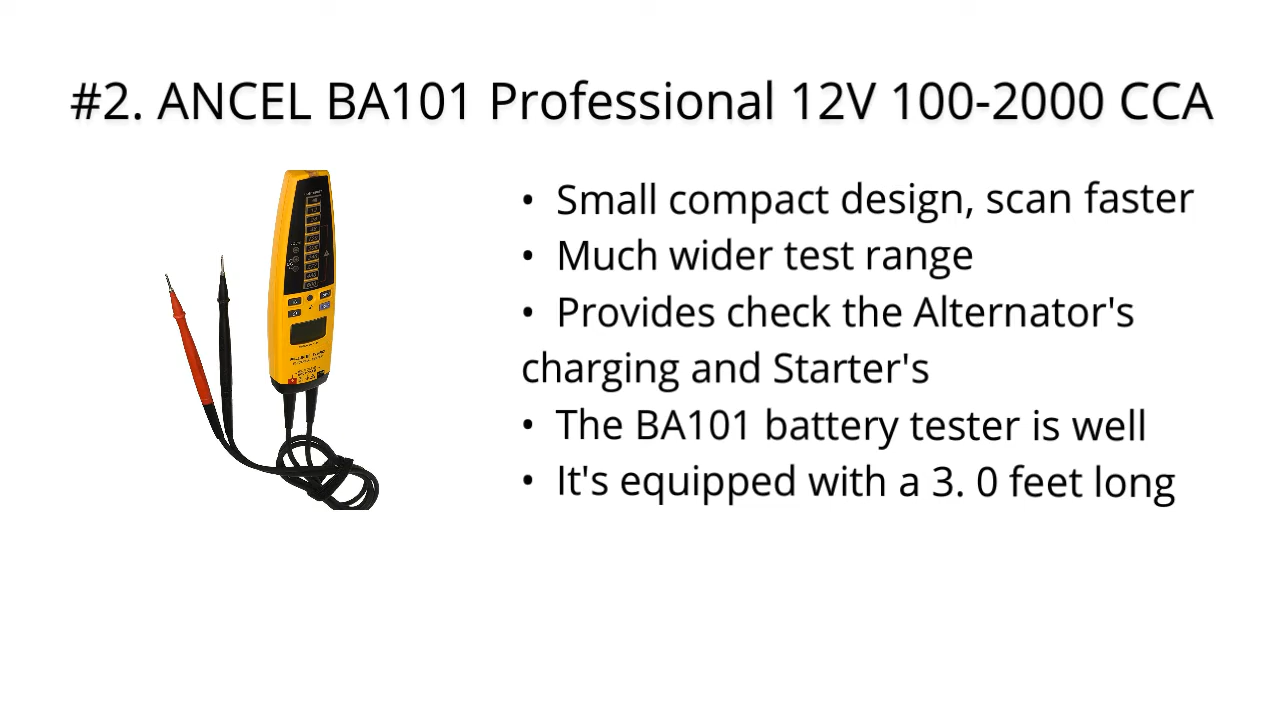 #2. ANCEL BA101 Professional 12V 100-2000 CCA
• Small compact design, scan faster
• Much wider test range
• Provides check the Alternator's
charging and Starter's
• The BA101 battery tester is well
• It's equipped with a 3. 0 feet long